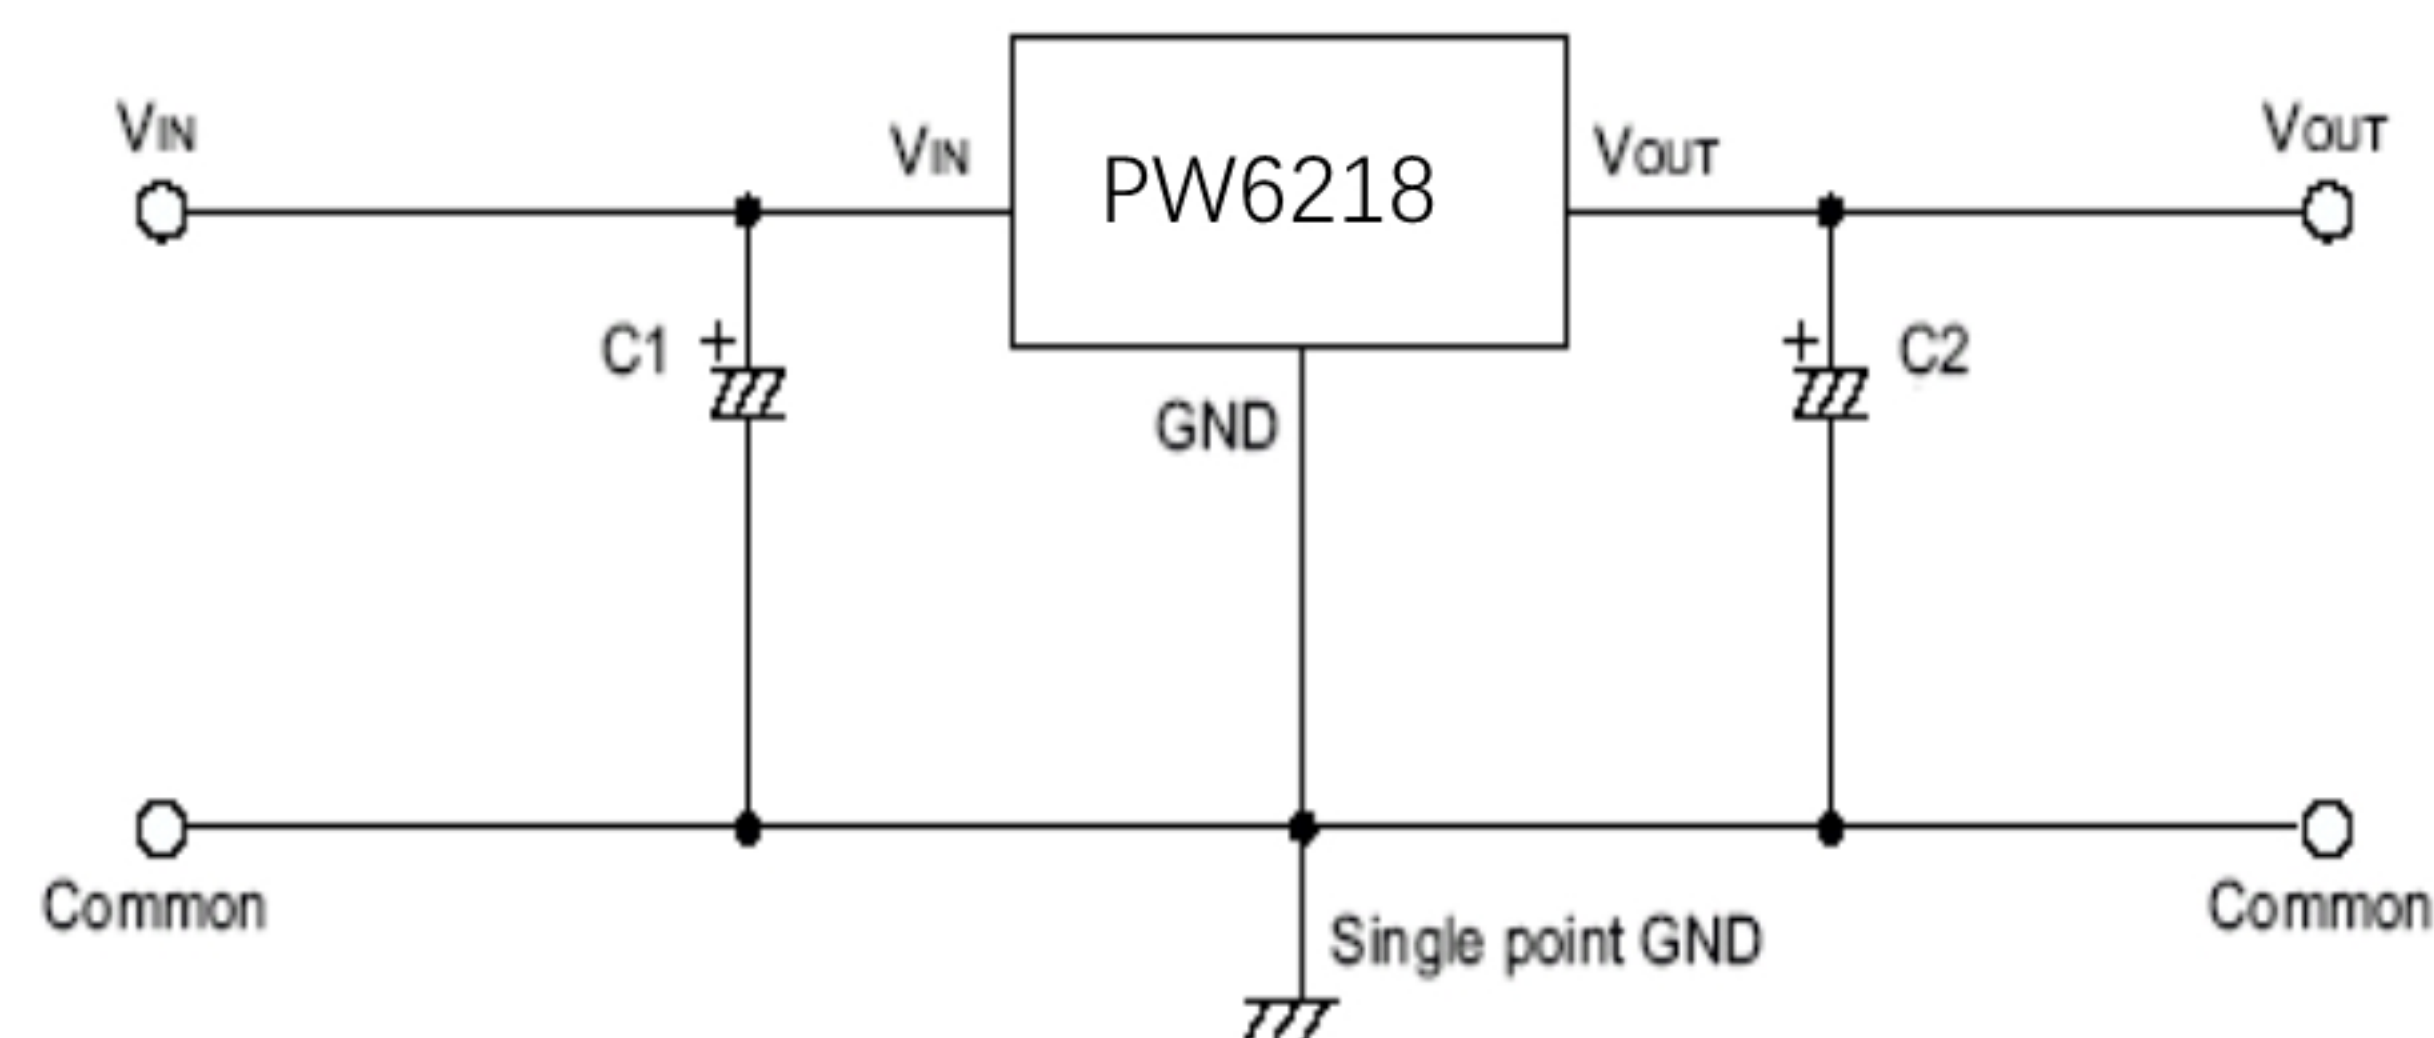 VIN
VIN
PW6218
VOUT
VOUT
C1
+
+
C2
GND
Common
Single point GND
Common